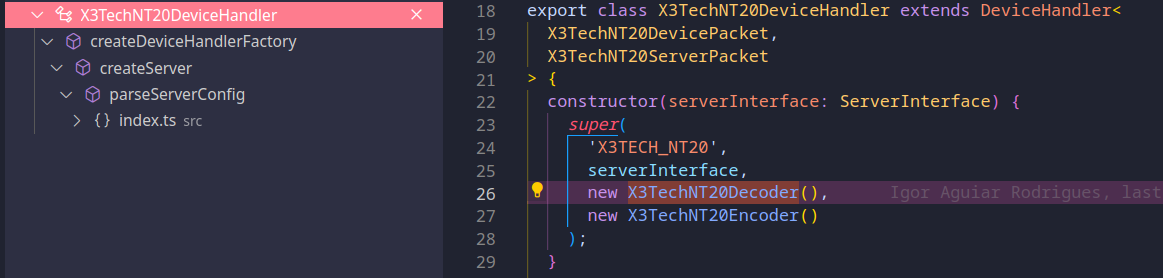 X3TechNT20DeviceHandler
createDeviceHandlerFactory
createServer
parseServerConfig
{} index.ts src
18 export class X3TechNT20DeviceHandler extends DeviceHandler<
19 X3TechNT20DevicePacket,
20 X3TechNT20ServerPacket
21 > {
22 constructor(serverInterface: ServerInterface) {
23 super(
24 'X3TECH_NT20',
25 serverInterface,
26 new X3TechNT20Decoder(), Igor Aguiar Rodrigues, last
27 new X3TechNT20Encoder()
28 );
29 }